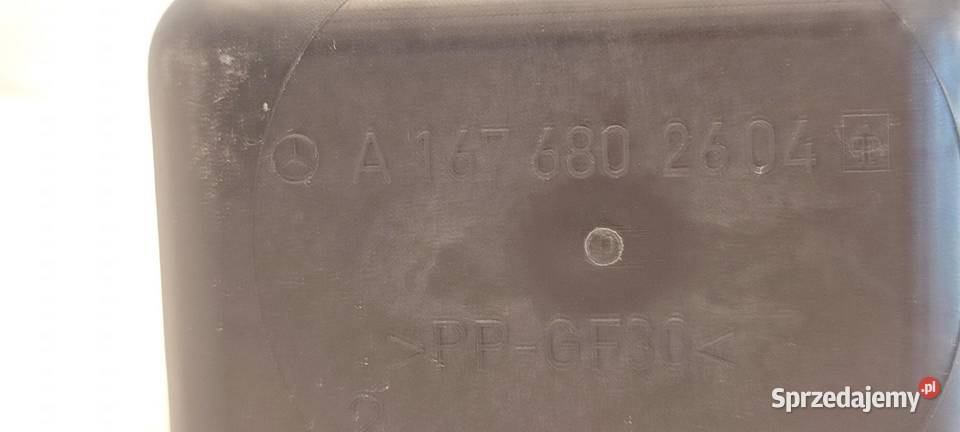 A 167 680 2604
>PP-GF30<
Sprzedajemy.pl